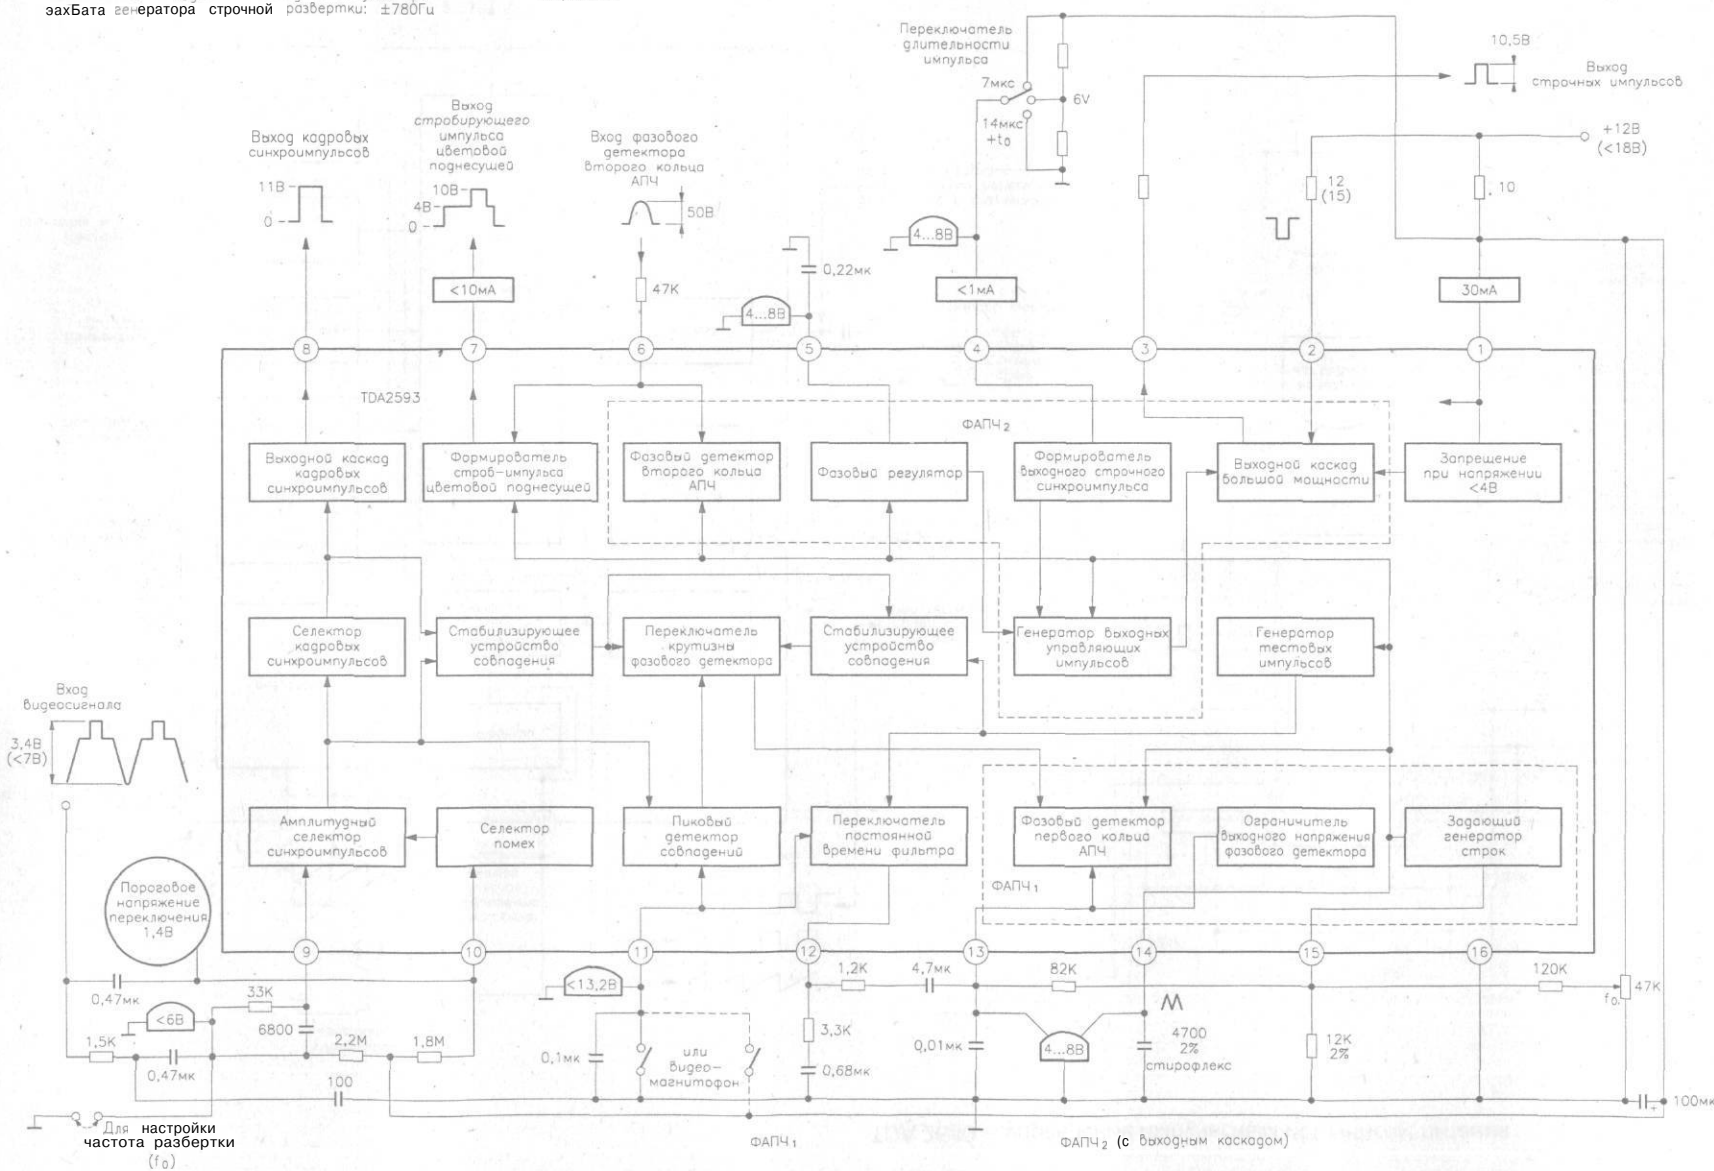 эахБата генератора строчной развертки: ±780Гц
Переключатель
длительности
импульса
7мкс
6V
14мкс
+t₀
10,5В
Выход
строчных импульсов
+12В
(<18В)
12
(15)
10
Выход кадровых
синхроимпульсов
11В
0
Выход
стробирующего
импульса
цветовой
поднесущей
10В
4В
0
Вход фазового
детектора
второго кольца
АПЧ
50В
<10мА
47К
0,22мк
4...8В
4...8В
<1мА
30мА
8
7
6
5
4
3
2
1
TDA2593
ФАПЧ₂
Выходной каскад
кадровых
синхроимпульсов
Формирователь
строб-импульса
цветовой поднесущей
Фазовый детектор
второго кольца
АПЧ
Фазовый регулятор
Формирователь
выходного строчного
синхроимпульса
Выходной каскад
большой мощности
Запрещение
при напряжении
<4В
Селектор
кадровых
синхроимпульсов
Стабилизирующее
устройство
совпадения
Переключатель
крутизны
фазового детектора
Стабилизирующее
устройство
совпадения
Генератор выходных
управляющих
импульсов
Генератор
тестовых
импульсов
Вход
видеосигнала
3,4В
(<7В)
Амплитудный
селектор
синхроимпульсов
Селектор
помех
Пиковый
детектор
совпадений
Переключатель
постоянной
времени фильтра
Фазовый детектор
первого кольца
АПЧ
Ограничитель
выходного напряжения
фазового детектора
Задающий
генератор
строк
ФАПЧ₁
Пороговое
напряжение
переключения
1,4В
9
10
11
12
13
14
15
16
0,47мк
33К
<6В
6800
1,5К
0,47мк
2,2М
1,8М
100
<13,2В
0,1мк
или
видео-
магнитофон
1,2К
4,7мк
3,3К
0,68мк
0,01мк
82К
4...8В
4700
2%
стирофлекс
12К
2%
120К
f₀
47К
100мк
+
Для настройки
частота разбертки
(f₀)
ФАПЧ₁
ФАПЧ₂ (с выходным каскадом)